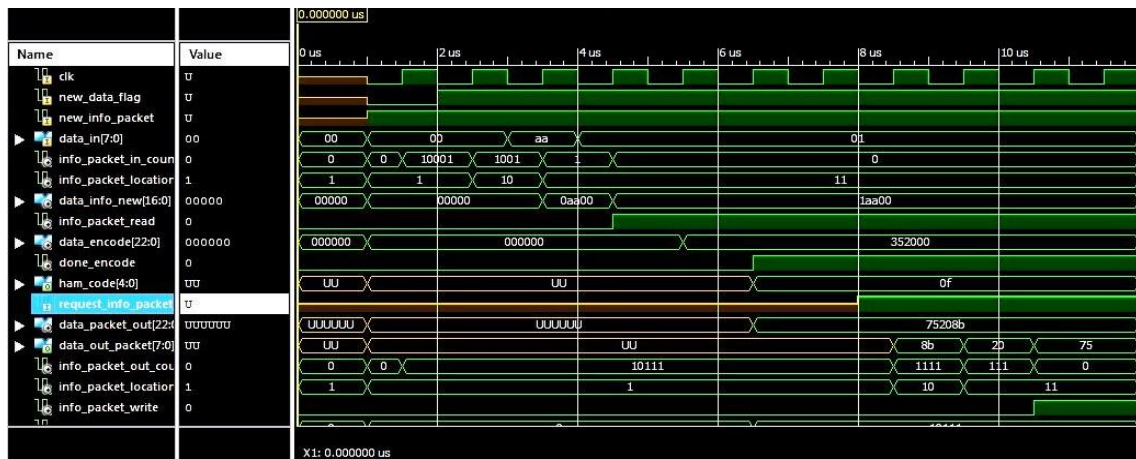 0.000000 us
Name Value 0 us 2 us 4 us 6 us 8 us 10 us
clk U
new_data_flag U
new_info_packet U
data_in[7:0] 00 00 00 aa 01
info_packet_in_coun 0 0 0 10001 1001 1 0
info_packet_location 1 1 1 10 11
data_info_new[16:0] 00000 00000 00000 0aa00 1aa00
info_packet_read 0
data_encode[22:0] 000000 000000 000000 352000
done_encode 0
ham_code[4:0] UU UU UU 0f
request_info_packet U
data_packet_out[22:0 UUUUUU UUUUUU UUUUUU 75208b
data_out_packet[7:0] UU UU UU 8b 20 75
info_packet_out_cou 0 0 0 10111 1111 111 0
info_packet_location 1 1 1 10 11
info_packet_write 0
X1: 0.000000 us